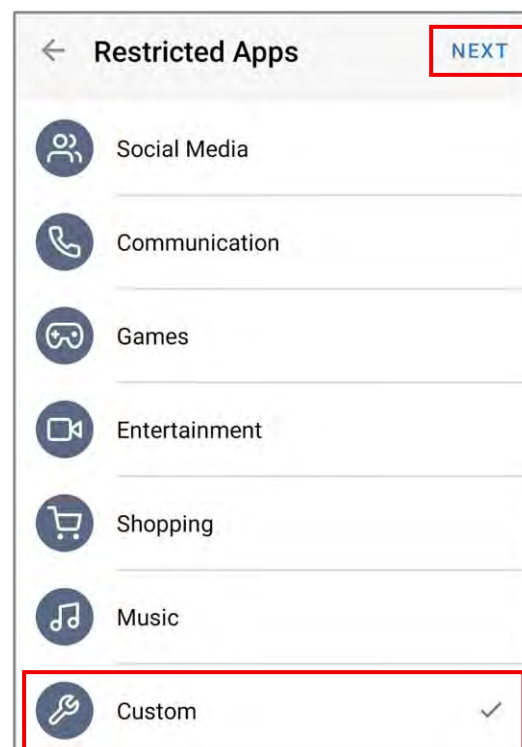 Restricted Apps NEXT
Social Media
Communication
Games
Entertainment
Shopping
Music
Custom